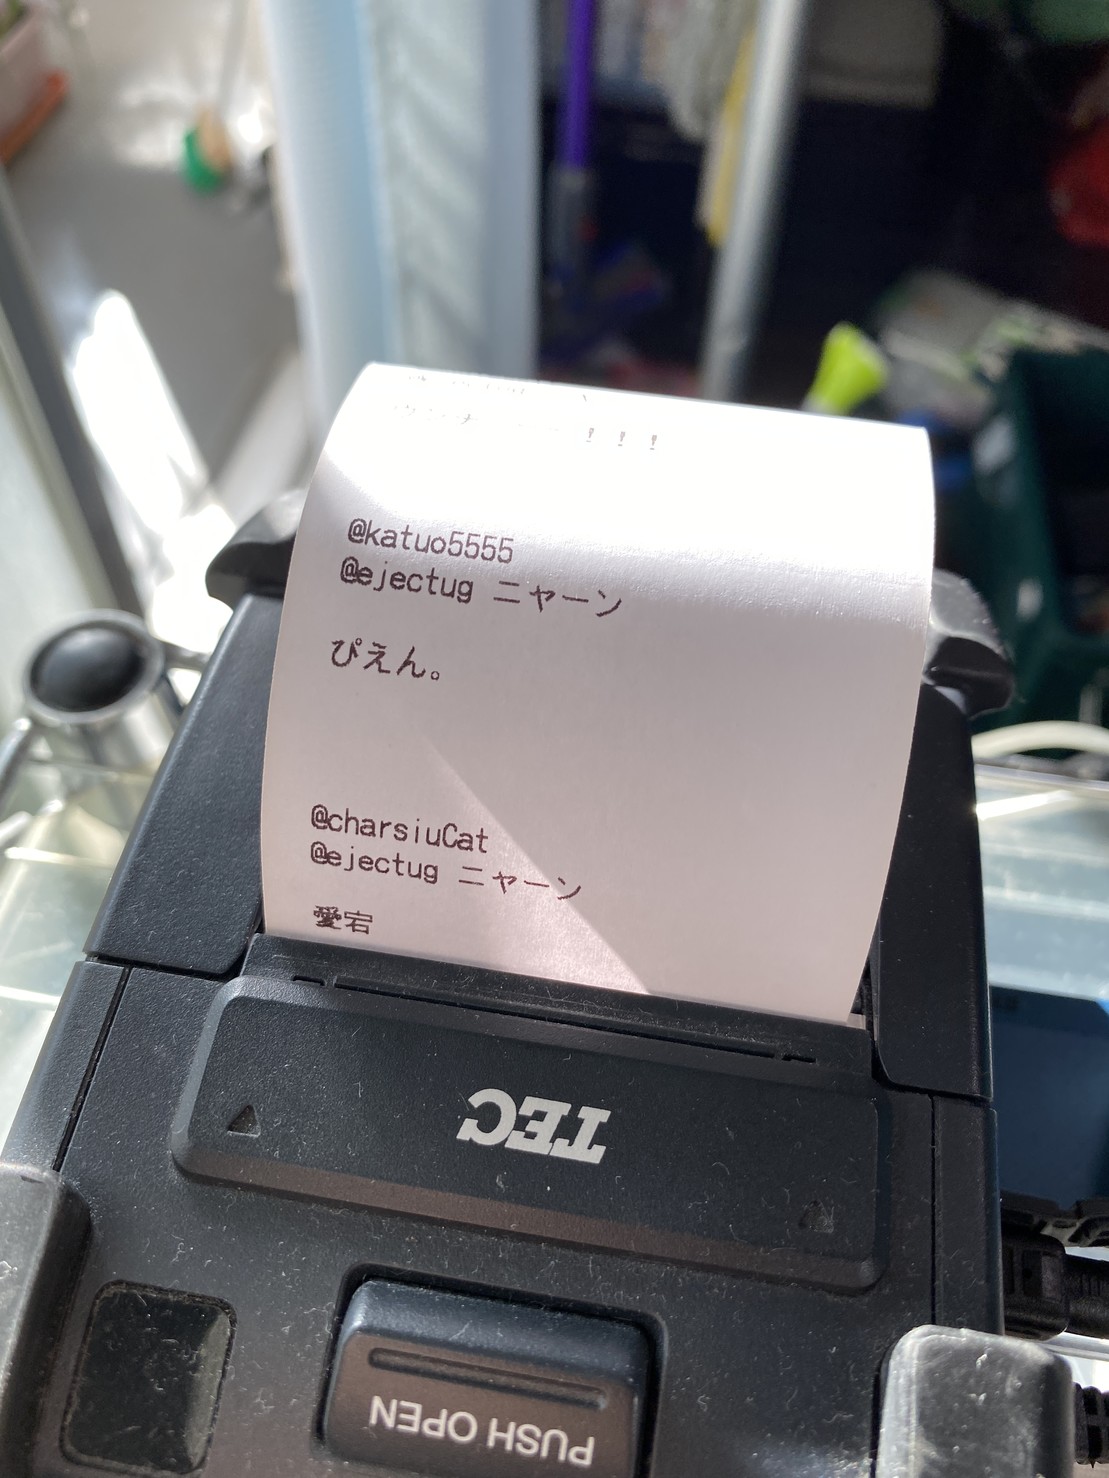 ！！！
@katuo5555
@ejectug ニャーン
ぴえん。
@charsiuCat
@ejectug ニャーン
愛宕
TEC
PUSH OPEN